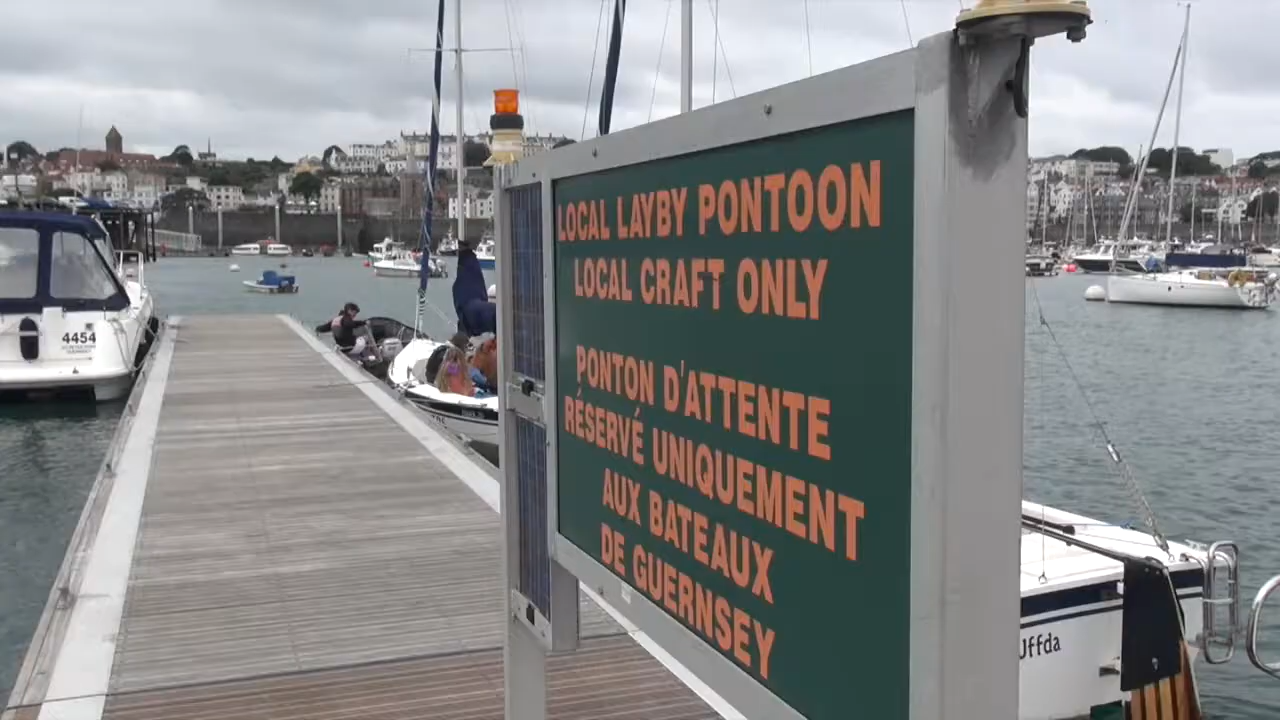 LOCAL LAYBY PONTOON
LOCAL CRAFT ONLY
PONTON D'ATTENTE
RÉSERVÉ UNIQUEMENT
AUX BATEAUX
DE GUERNSEY
4454
Uffda